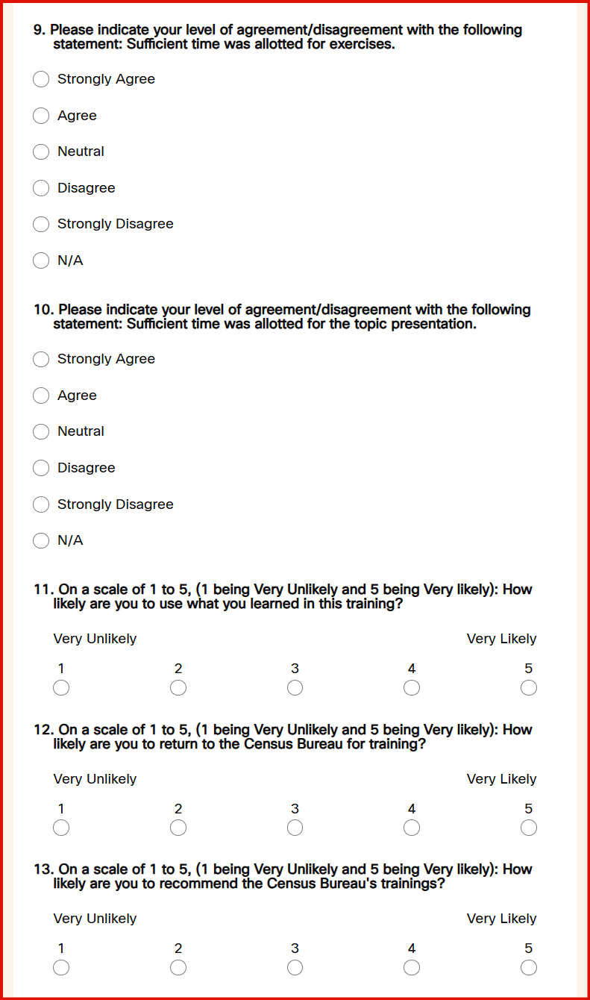 9. Please indicate your level of agreement/disagreement with the following
statement: Sufficient time was allotted for exercises.
Strongly Agree
Agree
Neutral
Disagree
Strongly Disagree
N/A
10. Please indicate your level of agreement/disagreement with the following
statement: Sufficient time was allotted for the topic presentation.
Strongly Agree
Agree
Neutral
Disagree
Strongly Disagree
N/A
11. On a scale of 1 to 5, (1 being Very Unlikely and 5 being Very likely): How
likely are you to use what you learned in this training?
Very Unlikely Very Likely
1 2 3 4 5
12. On a scale of 1 to 5, (1 being Very Unlikely and 5 being Very likely): How
likely are you to return to the Census Bureau for training?
Very Unlikely Very Likely
1 2 3 4 5
13. On a scale of 1 to 5, (1 being Very Unlikely and 5 being Very likely): How
likely are you to recommend the Census Bureau's trainings?
Very Unlikely Very Likely
1 2 3 4 5